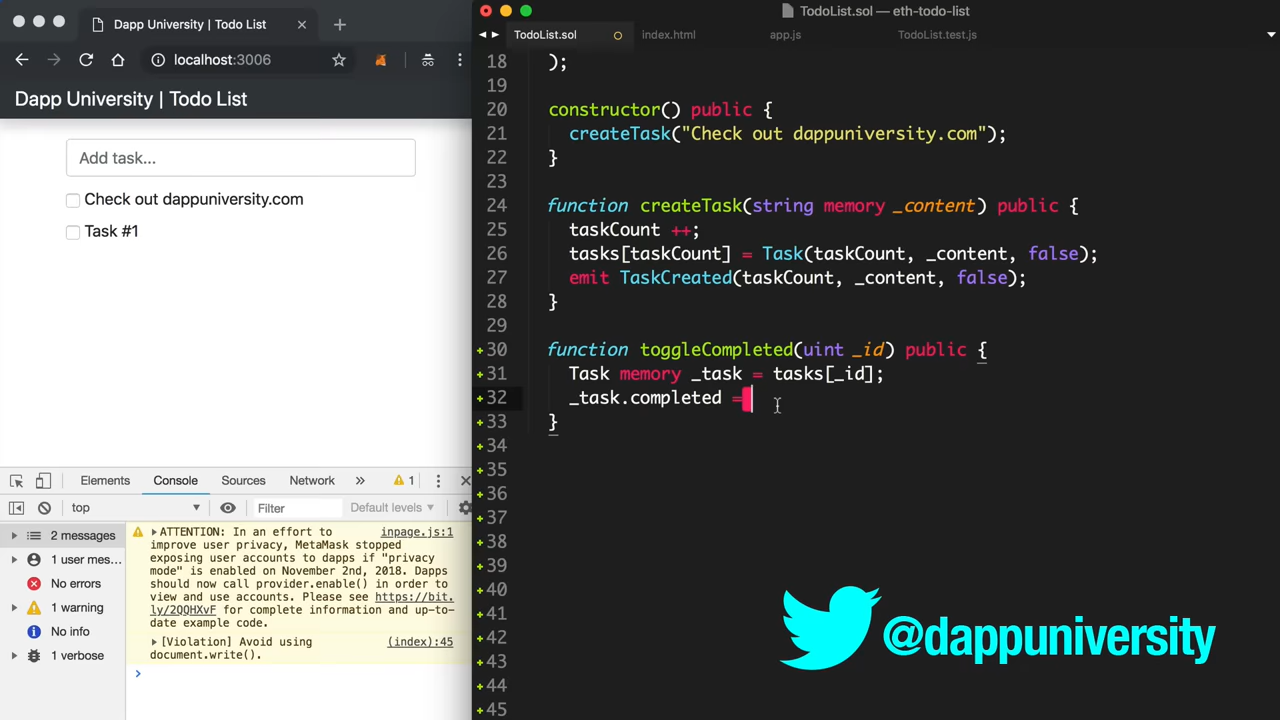 Dapp University | Todo List
localhost:3006
Dapp University | Todo List
Add task...
Check out dappuniversity.com
Task #1
Elements Console Sources » 1
top Filter Default levels
2 messages
1 user mes...
No errors
1 warning
No info
1 verbose
ATTENTION: In an effort to inpage.js:1
improve user privacy, MetaMask stopped
exposing user accounts to dapps if "privacy
mode" is enabled on November 2nd, 2018. Dapps
should now call provider.enable() in order to
view and use accounts. Please see https://bit.
ly/2QQHXvF for complete information and up-to-
date example code.
[Violation] Avoid using (index):45
document.write().
TodoList.sol — eth-todo-list
TodoList.sol index.html app.js TodoList.test.js
18 );
19
20 constructor() public {
21 createTask("Check out dappuniversity.com");
22 }
23
24 function createTask(string memory _content) public {
25 taskCount ++;
26 tasks[taskCount] = Task(taskCount, _content, false);
27 emit TaskCreated(taskCount, _content, false);
28 }
29
30 function toggleCompleted(uint _id) public {
31 Task memory _task = tasks[_id];
32 _task.completed =
33 }
34
35
36
37
38
39
40
41
42
43
44
45
@dappuniversity